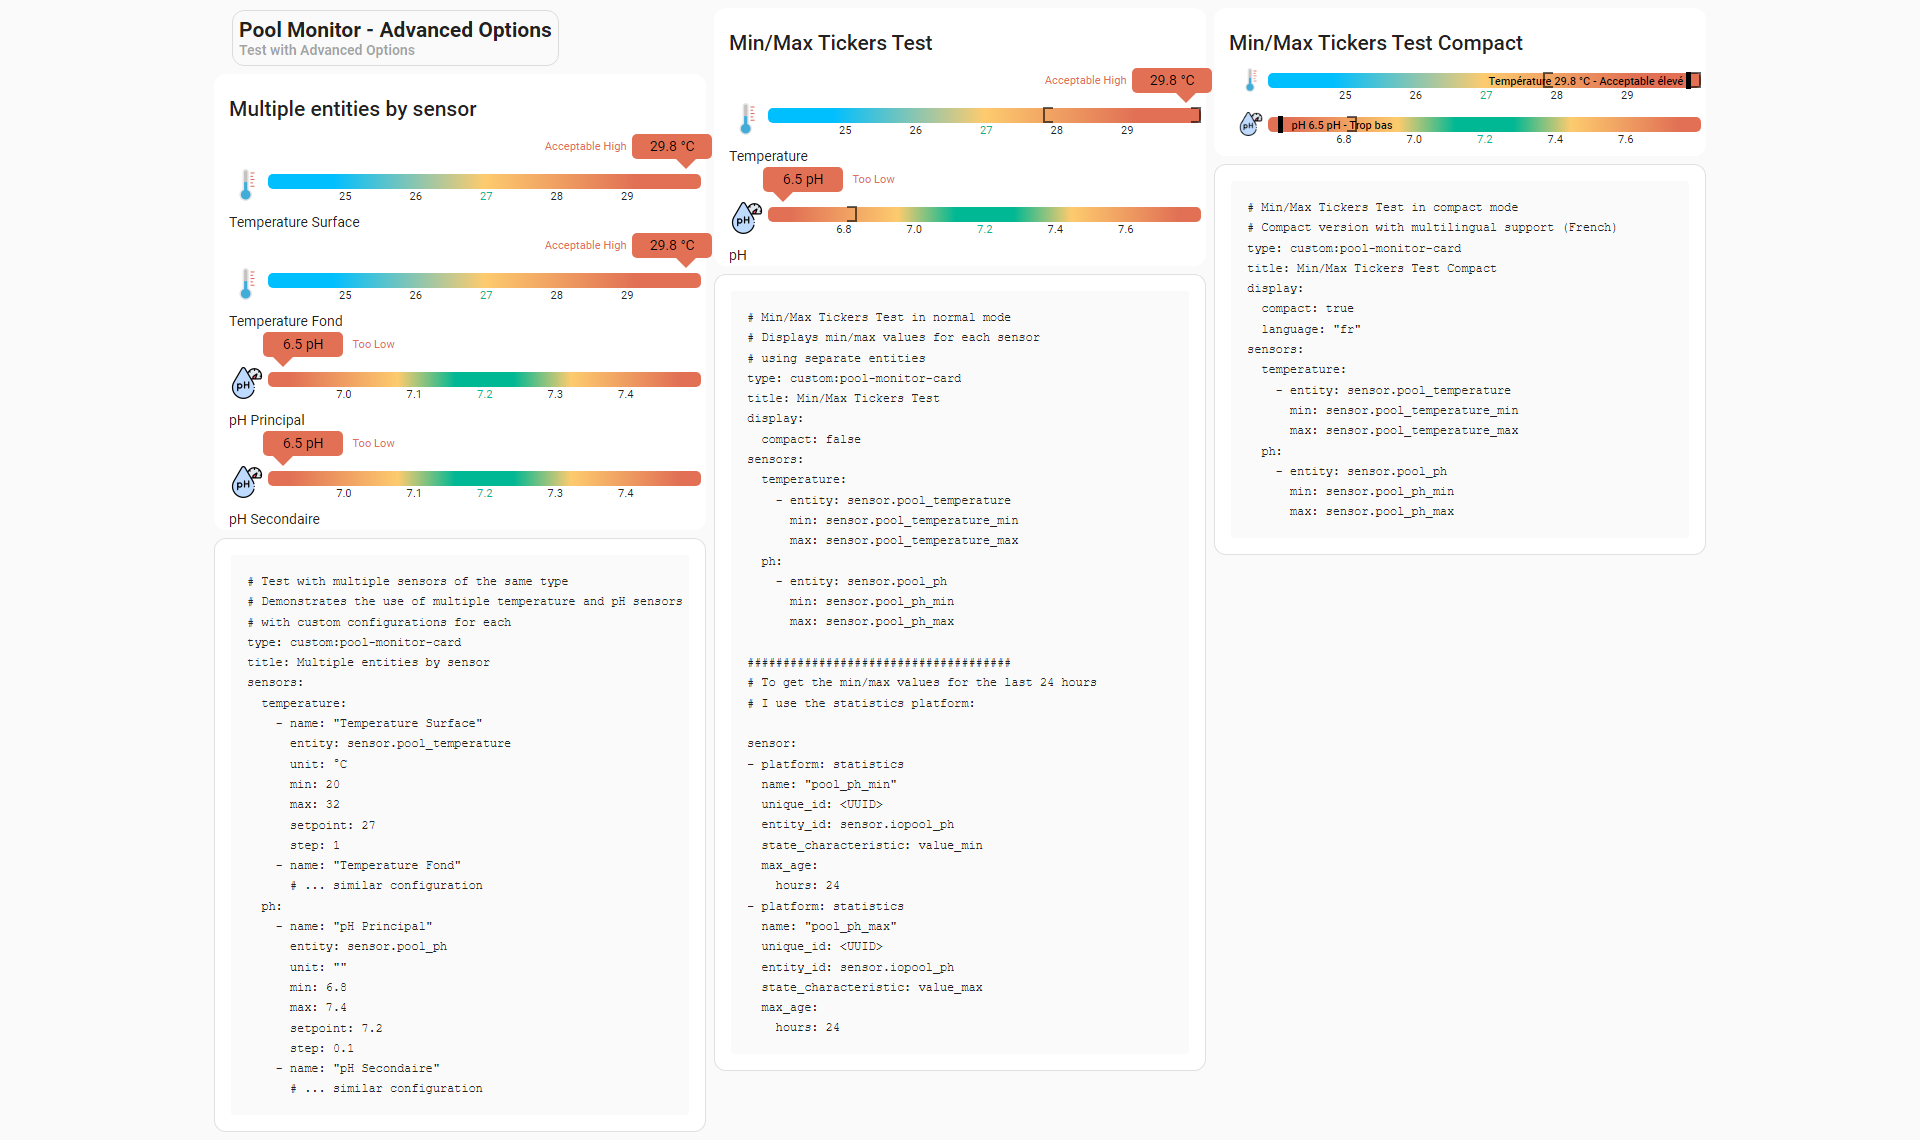 Pool Monitor - Advanced Options
Test with Advanced Options
Multiple entities by sensor
Acceptable High
29.8 °C
25 26 27 28 29
Temperature Surface
Acceptable High
29.8 °C
25 26 27 28 29
Temperature Fond
6.5 pH
Too Low
pH
7.0 7.1 7.2 7.3 7.4
pH Principal
6.5 pH
Too Low
pH
7.0 7.1 7.2 7.3 7.4
pH Secondaire
# Test with multiple sensors of the same type
# Demonstrates the use of multiple temperature and pH sensors
# with custom configurations for each
type: custom:pool-monitor-card
title: Multiple entities by sensor
sensors:
  temperature:
    - name: "Temperature Surface"
      entity: sensor.pool_temperature
      unit: °C
      min: 20
      max: 32
      setpoint: 27
      step: 1
    - name: "Temperature Fond"
      # ... similar configuration
  ph:
    - name: "pH Principal"
      entity: sensor.pool_ph
      unit: ""
      min: 6.8
      max: 7.4
      setpoint: 7.2
      step: 0.1
    - name: "pH Secondaire"
      # ... similar configuration
Min/Max Tickers Test
Acceptable High
29.8 °C
25 26 27 28 29
Temperature
6.5 pH
Too Low
pH
6.8 7.0 7.2 7.4 7.6
pH
# Min/Max Tickers Test in normal mode
# Displays min/max values for each sensor
# using separate entities
type: custom:pool-monitor-card
title: Min/Max Tickers Test
display:
  compact: false
sensors:
  temperature:
    - entity: sensor.pool_temperature
      min: sensor.pool_temperature_min
      max: sensor.pool_temperature_max
  ph:
    - entity: sensor.pool_ph
      min: sensor.pool_ph_min
      max: sensor.pool_ph_max
#####################################
# To get the min/max values for the last 24 hours
# I use the statistics platform:
sensor:
- platform: statistics
  name: "pool_ph_min"
  unique_id: <UUID>
  entity_id: sensor.iopool_ph
  state_characteristic: value_min
  max_age:
    hours: 24
- platform: statistics
  name: "pool_ph_max"
  unique_id: <UUID>
  entity_id: sensor.iopool_ph
  state_characteristic: value_max
  max_age:
    hours: 24
Min/Max Tickers Test Compact
Température 29.8 °C - Acceptable élevé
25 26 27 28 29
pH
pH 6.5 pH - Trop bas
6.8 7.0 7.2 7.4 7.6
# Min/Max Tickers Test in compact mode
# Compact version with multilingual support (French)
type: custom:pool-monitor-card
title: Min/Max Tickers Test Compact
display:
  compact: true
  language: "fr"
sensors:
  temperature:
    - entity: sensor.pool_temperature
      min: sensor.pool_temperature_min
      max: sensor.pool_temperature_max
  ph:
    - entity: sensor.pool_ph
      min: sensor.pool_ph_min
      max: sensor.pool_ph_max